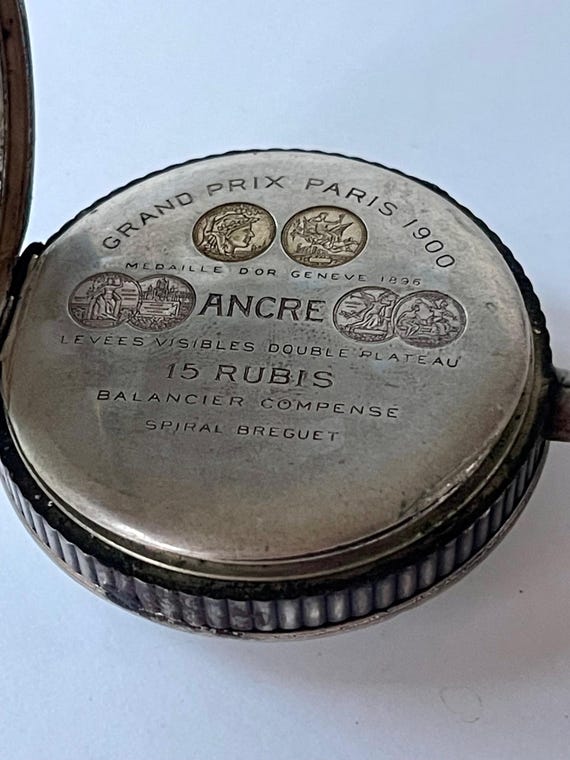 GRAND PRIX PARIS 1900
MEDAILLE D'OR GENEVE 1896
ANCRE
LEVEES VISIBLES DOUBLE PLATEAU
15 RUBIS
BALANCIER COMPENSE
SPIRAL BREGUET